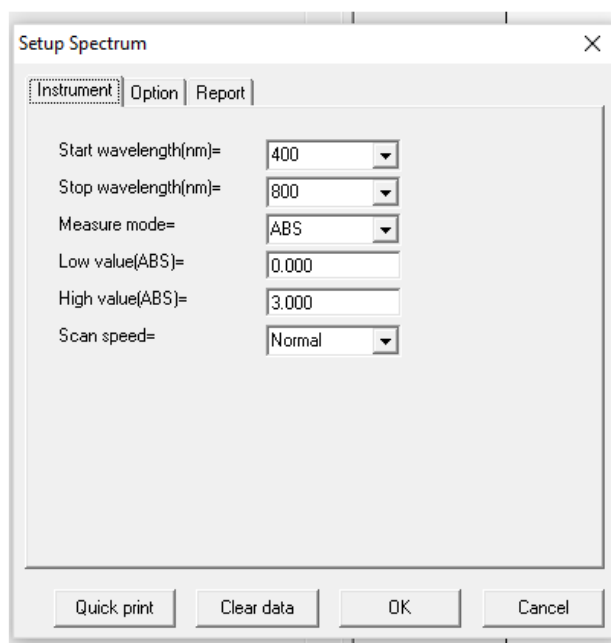 Setup Spectrum
Instrument Option Report
Start wavelength(nm)= 400
Stop wavelength(nm)= 800
Measure mode= ABS
Low value(ABS)= 0.000
High value(ABS)= 3.000
Scan speed= Normal
Quick print Clear data OK Cancel